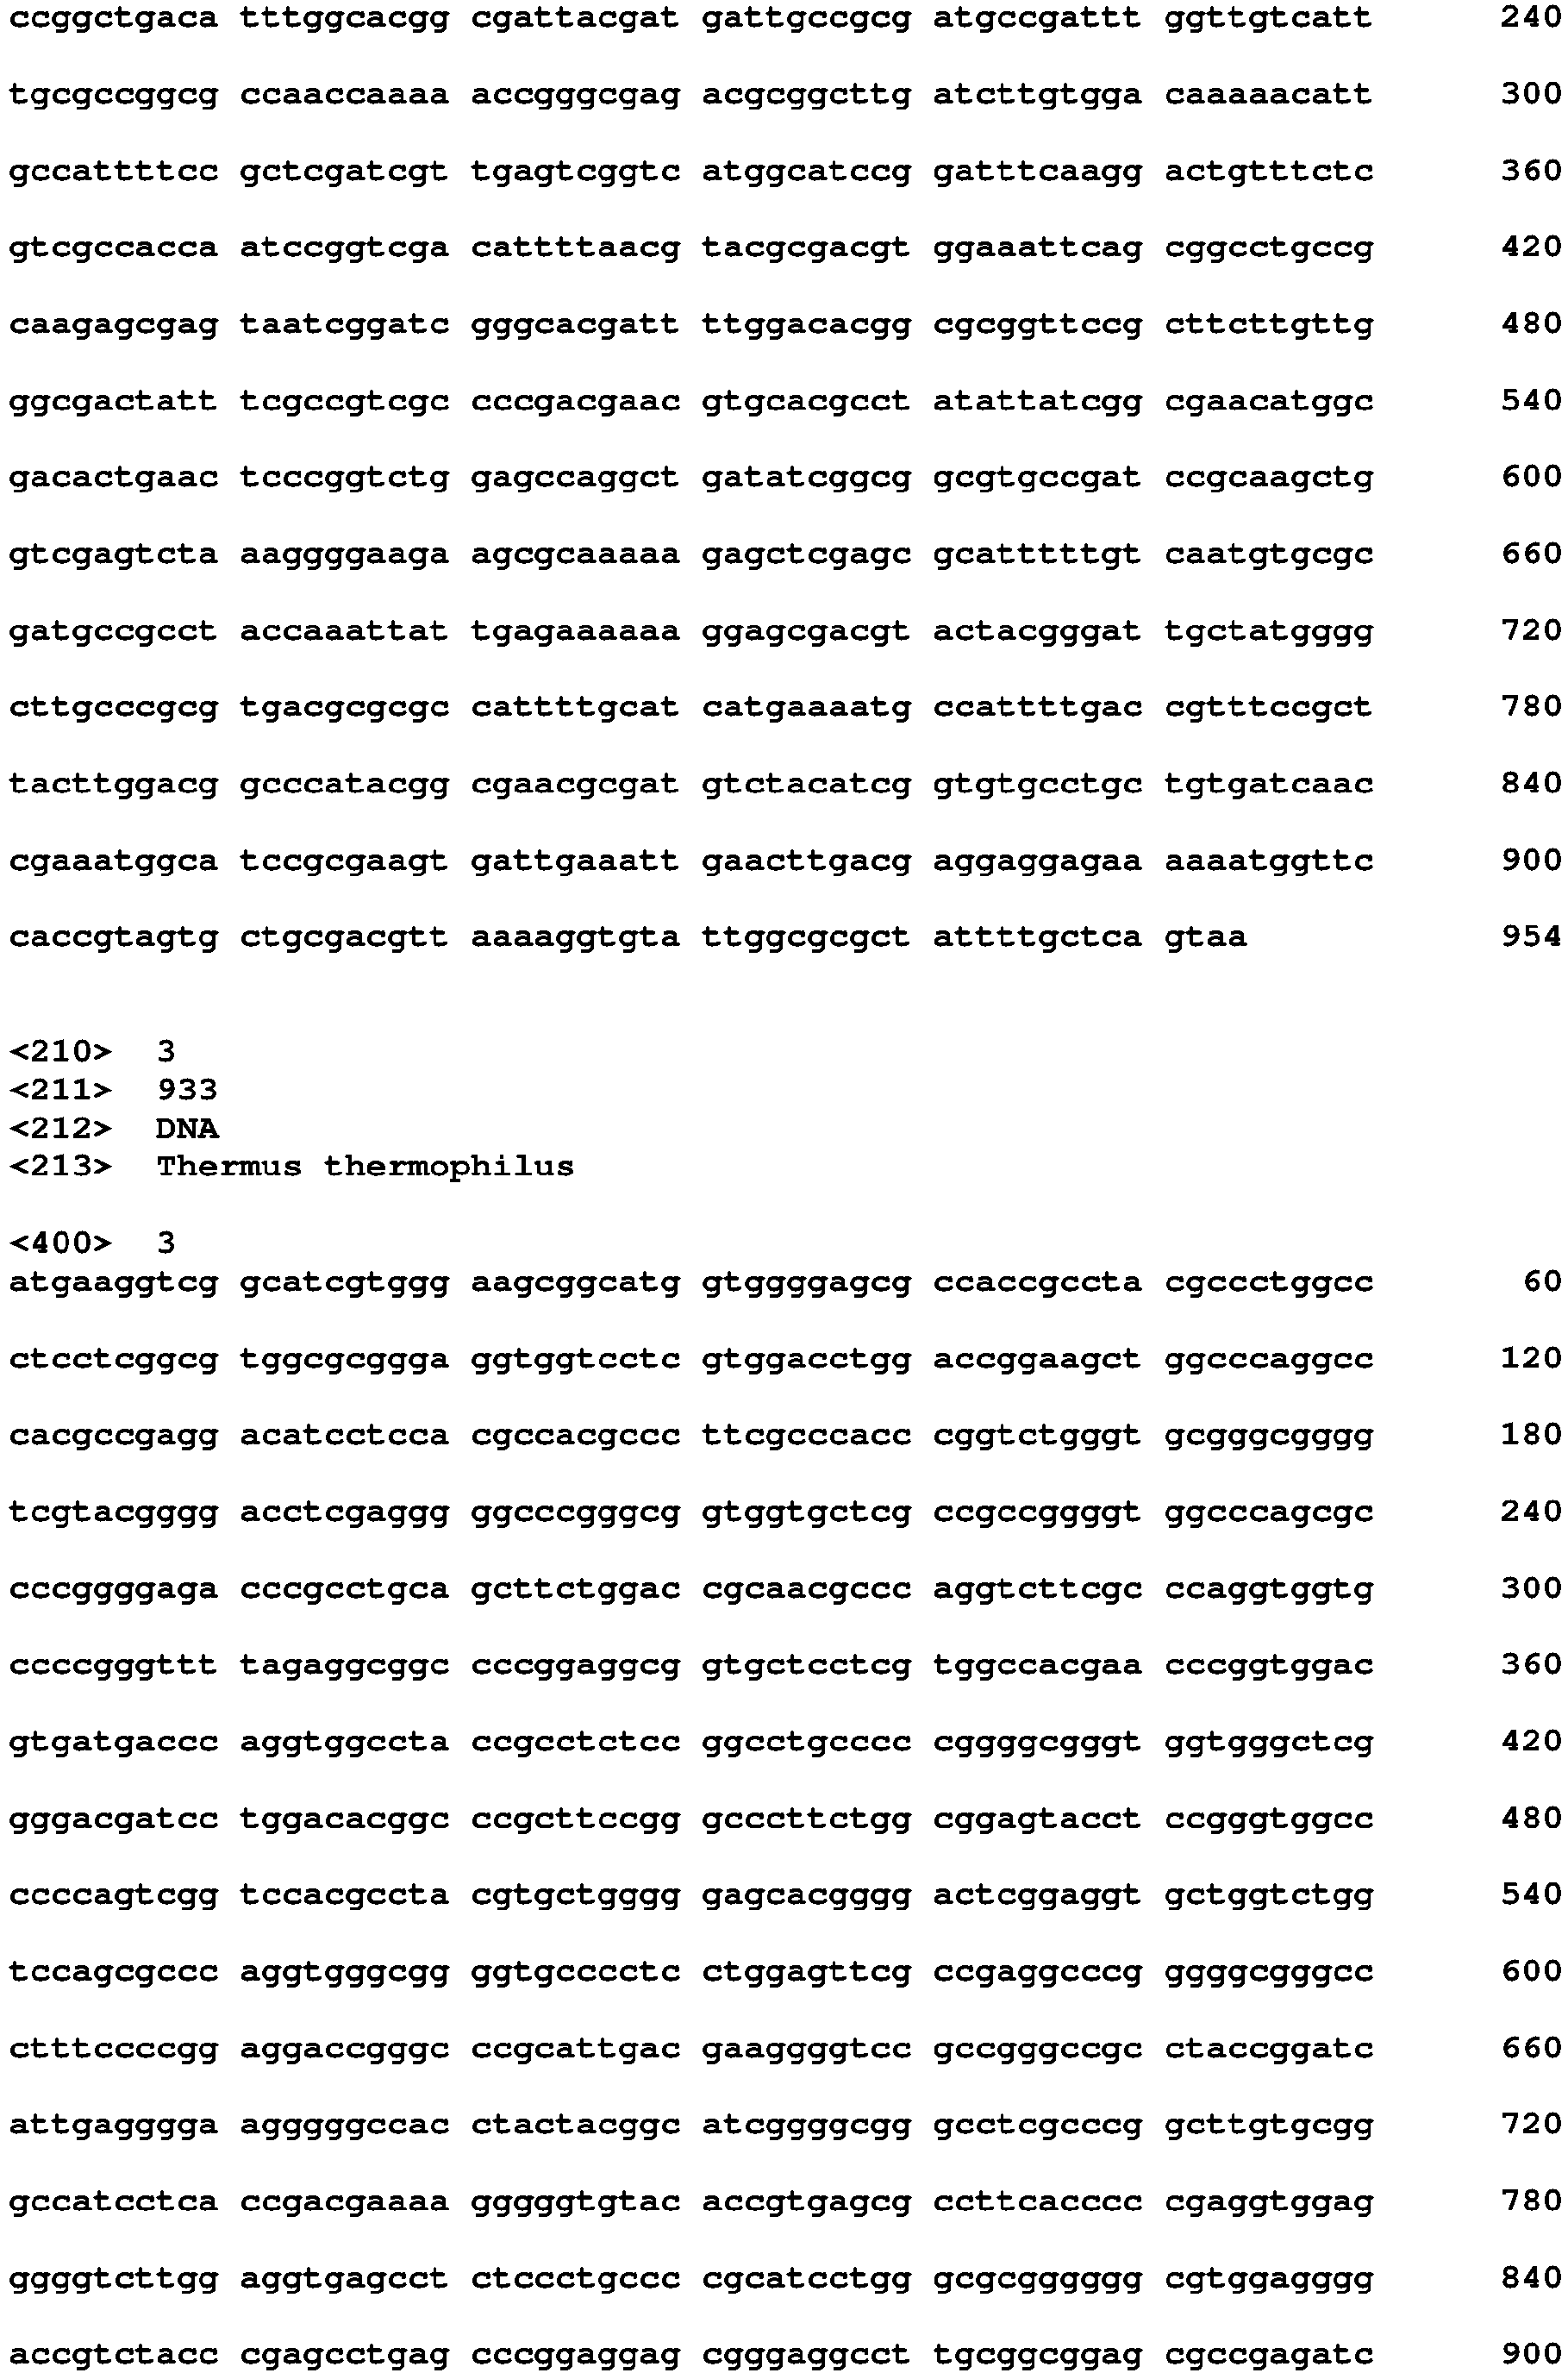 ccggctgaca tttggcacgg cgattacgat gattgccgcg atgccgattt ggttgtcatt 240
tgcgccggcg ccaaccaaaa accgggcgag acgcggcttg atcttgtgga caaaaacatt 300
gccattttcc gctcgatcgt tgagtcggtc atggcatccg gatttcaagg actgtttctc 360
gtcgccacca atccggtcga cattttaacg tacgcgacgt ggaaattcag cggcctgccg 420
caagagcgag taatcggatc gggcacgatt ttggacacgg cgcggttccg cttcttgttg 480
ggcgactatt tcgccgtcgc cccgacgaac gtgcacgcct atattatcgg cgaacatggc 540
gacactgaac tcccggtctg gagccaggct gatatcggcg gcgtgccgat ccgcaagctg 600
gtcgagtcta aaggggaaga agcgcaaaaa gagctcgagc gcatttttgt caatgtgcgc 660
gatgccgcct accaaattat tgagaaaaaa ggagcgacgt actacgggat tgctatgggg 720
cttgcccgcg tgacgcgcgc cattttgcat catgaaaatg ccattttgac cgtttccgct 780
tacttggacg gcccatacgg cgaacgcgat gtctacatcg gtgtgcctgc tgtgatcaac 840
cgaaatggca tccgcgaagt gattgaaatt gaacttgacg aggaggagaa aaaatggttc 900
caccgtagtg ctgcgacgtt aaaaggtgta ttggcgcgct attttgctca gtaa 954
<210> 3
<211> 933
<212> DNA
<213> Thermus thermophilus
<400> 3
atgaaggtcg gcatcgtggg aagcggcatg gtggggagcg ccaccgccta cgccctggcc 60
ctcctcggcg tggcgcggga ggtggtcctc gtggacctgg accggaagct ggcccaggcc 120
cacgccgagg acatcctcca cgccacgccc ttcgcccacc cggtctgggt gcgggcgggg 180
tcgtacgggg acctcgaggg ggcccgggcg gtggtgctcg ccgccggggt ggcccagcgc 240
cccggggaga cccgcctgca gcttctggac cgcaacgccc aggtcttcgc ccaggtggtg 300
ccccgggttt tagaggcggc cccggaggcg gtgctcctcg tggccacgaa cccggtggac 360
gtgatgaccc aggtggccta ccgcctctcc ggcctgcccc cggggcgggt ggtgggctcg 420
gggacgatcc tggacacggc ccgcttccgg gcccttctgg cggagtacct ccgggtggcc 480
ccccagtcgg tccacgccta cgtgctgggg gagcacgggg actcggaggt gctggtctgg 540
tccagcgccc aggtgggcgg ggtgcccctc ctggagttcg ccgaggcccg ggggcgggcc 600
ctttccccgg aggaccgggc ccgcattgac gaaggggtcc gccgggccgc ctaccggatc 660
attgagggga agggggccac ctactacggc atcggggcgg gcctcgcccg gcttgtgcgg 720
gccatcctca ccgacgaaaa gggggtgtac accgtgagcg ccttcacccc cgaggtggag 780
ggggtcttgg aggtgagcct ctccctgccc cgcatcctgg gcgcgggggg cgtggagggg 840
accgtctacc cgagcctgag cccggaggag cgggaggcct tgcggcggag cgccgagatc 900